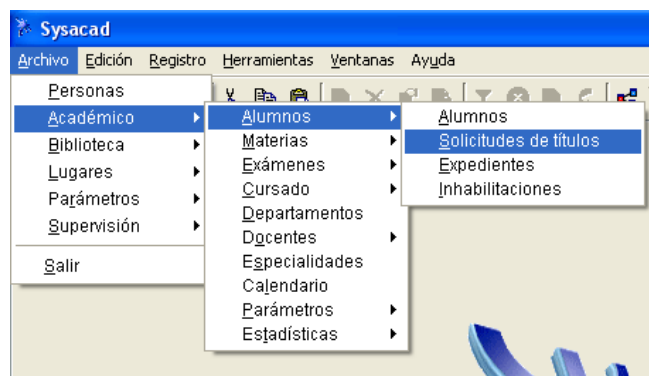 Sysacad
Archivo Edición Registro Herramientas Ventanas Ayuda
Personas
Académico
Biblioteca
Lugares
Parámetros
Supervisión
Salir
Alumnos
Materias
Exámenes
Cursado
Departamentos
Docentes
Especialidades
Calendario
Parámetros
Estadísticas
Alumnos
Solicitudes de títulos
Expedientes
Inhabilitaciones